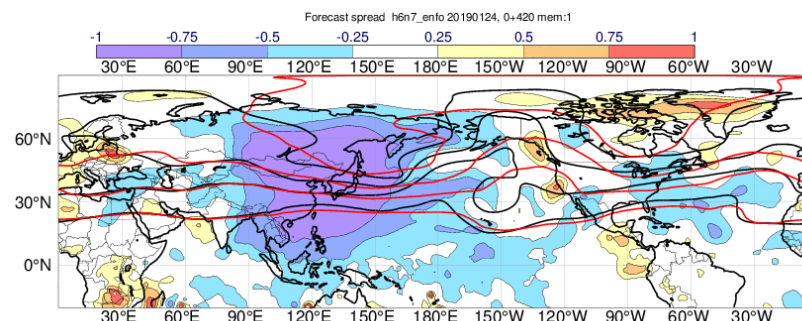 Forecast spread h6n7_enfo 20190124, 0+420 mem:1
-1 -0.75 -0.5 -0.25 0.25 0.5 0.75 1
30°E 60°E 90°E 120°E 150°E 180°E 150°W 120°W 90°W 60°W 30°W
60°N
30°N
0°N
30°E 60°E 90°E 120°E 150°E 180°E 150°W 120°W 90°W 60°W 30°W